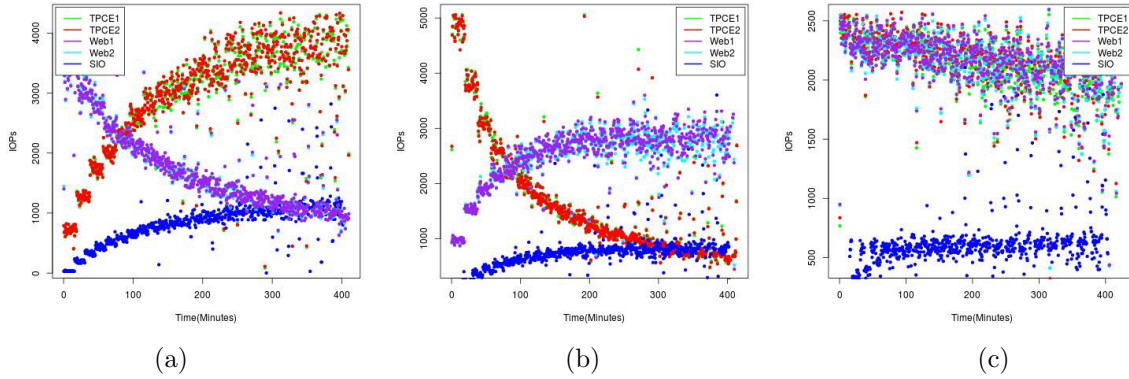 TPCE1
TPCE2
Web1
Web2
SIO
IOPs
0 1000 2000 3000 4000
0 100 200 300 400
Time(Minutes)
(a)
TPCE1
TPCE2
Web1
Web2
SIO
IOPs
1000 2000 3000 4000 5000
0 100 200 300 400
Time(Minutes)
(b)
TPCE1
TPCE2
Web1
Web2
SIO
IOPs
500 1000 1500 2000 2500
0 100 200 300 400
Time(Minutes)
(c)